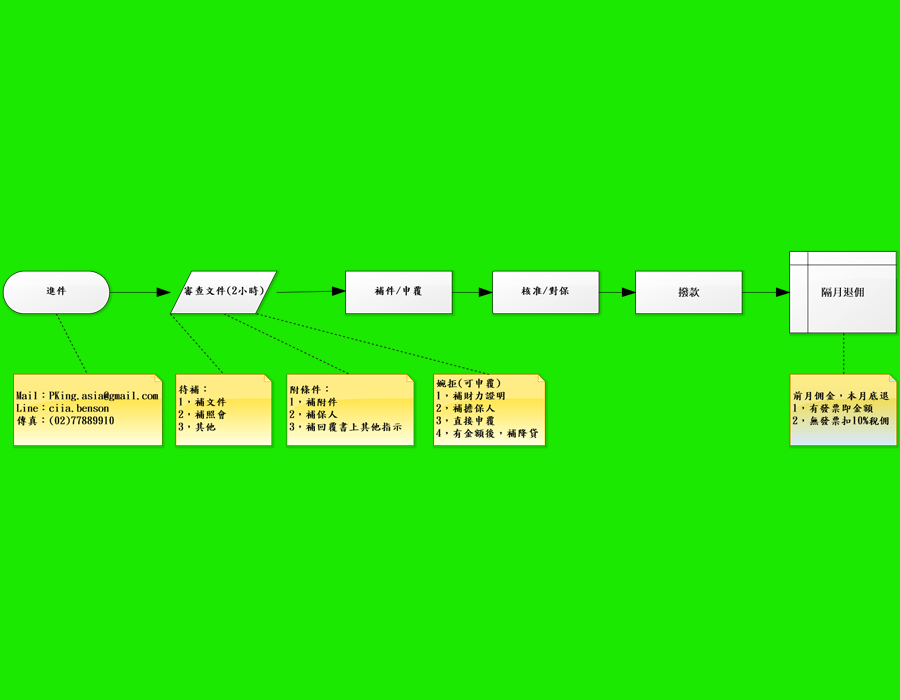 進件
審查文件(2小時)
補件/申覆
核准/對保
撥款
隔月退佣
Mail：PKing.asia@gmail.com
Line：ciia.benson
傳真：(02)77889910
待補：
1，補文件
2，補照會
3，其他
附條件：
1，補附件
2，補保人
3，補回覆書上其他指示
婉拒(可申覆)
1，補財力證明
2，補擔保人
3，直接申覆
4，有金額後，補降貸
前月佣金，本月底退
1，有發票即金額
2，無發票扣10%稅佣